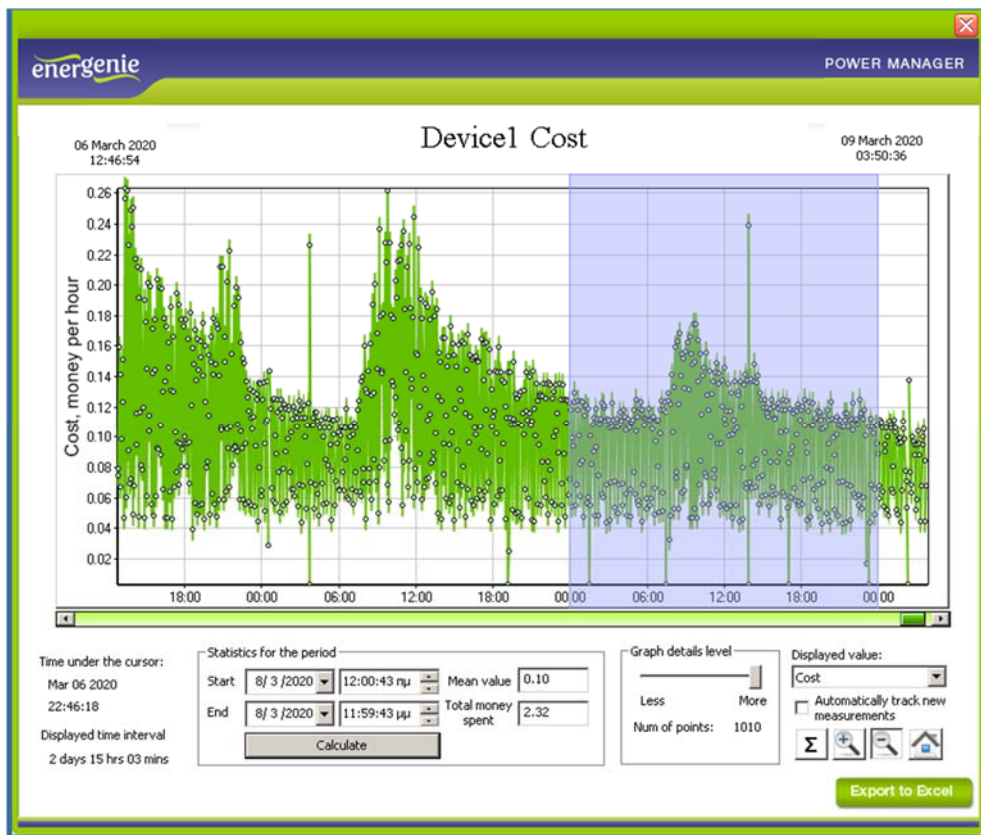 energenie
POWER MANAGER
06 March 2020
12:46:54
Device1 Cost
09 March 2020
03:50:36
Cost, money per hour
0.26
0.24
0.22
0.20
0.18
0.16
0.14
0.12
0.10
0.08
0.06
0.04
0.02
18:00 00:00 06:00 12:00 18:00 00:00 06:00 12:00 18:00 00:00
Time under the cursor:
Mar 06 2020
22:46:18
Displayed time interval
2 days 15 hrs 03 mins
Statistics for the period
Start 8/ 3 /2020 12:00:43 πμ Mean value 0.10
End 8/ 3 /2020 11:59:43 μμ Total money spent 2.32
Calculate
Graph details level
Less More
Num of points: 1010
Displayed value:
Cost
Automatically track new
measurements
Σ
Export to Excel